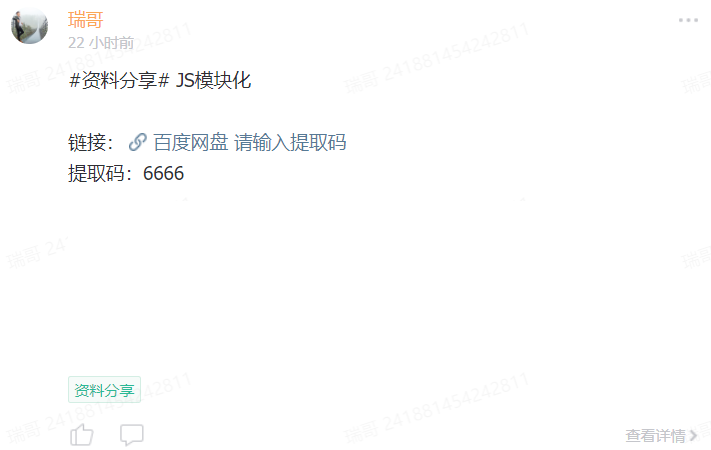 瑞哥
22 小时前
#资料分享# JS模块化
链接： 百度网盘 请输入提取码
提取码：6666
资料分享
查看详情
瑞哥 241881454242811